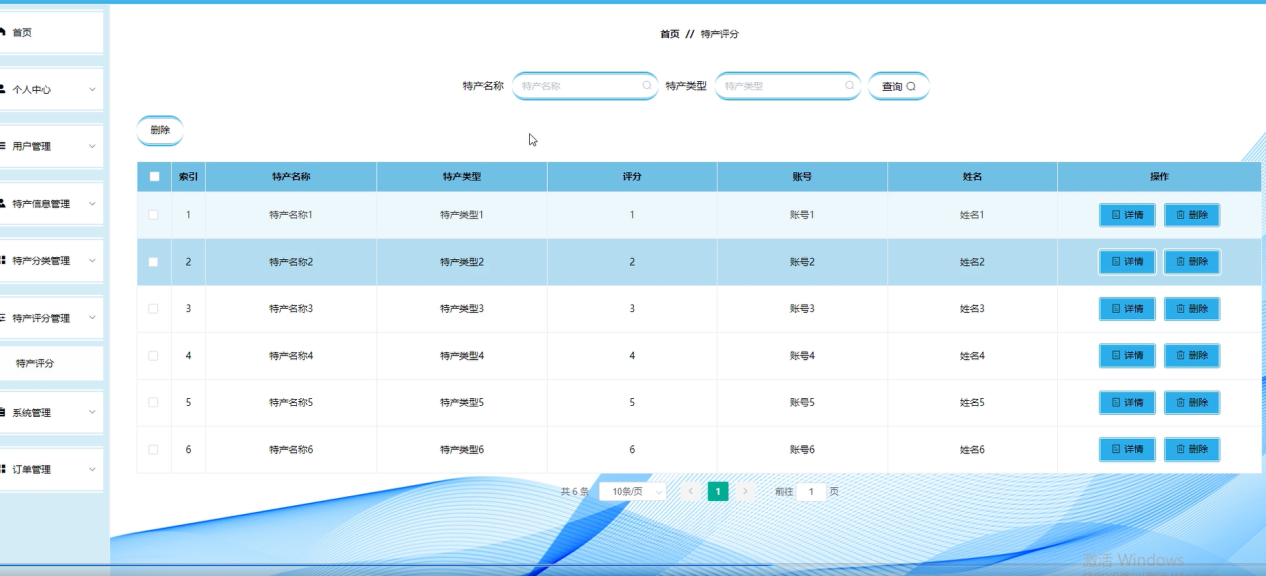 首页
个人中心
用户管理
特产信息管理
特产分类管理
特产评分管理
特产评分
系统管理
订单管理
首页 // 特产评分
特产名称 特产名称 特产类型 特产类型 查询
删除
索引 特产名称 特产类型 评分 账号 姓名 操作
1 特产名称1 特产类型1 1 账号1 姓名1 详情 删除
2 特产名称2 特产类型2 2 账号2 姓名2 详情 删除
3 特产名称3 特产类型3 3 账号3 姓名3 详情 删除
4 特产名称4 特产类型4 4 账号4 姓名4 详情 删除
5 特产名称5 特产类型5 5 账号5 姓名5 详情 删除
6 特产名称6 特产类型6 6 账号6 姓名6 详情 删除
共 6 条 10条/页 1 前往 1 页
激活 Windows